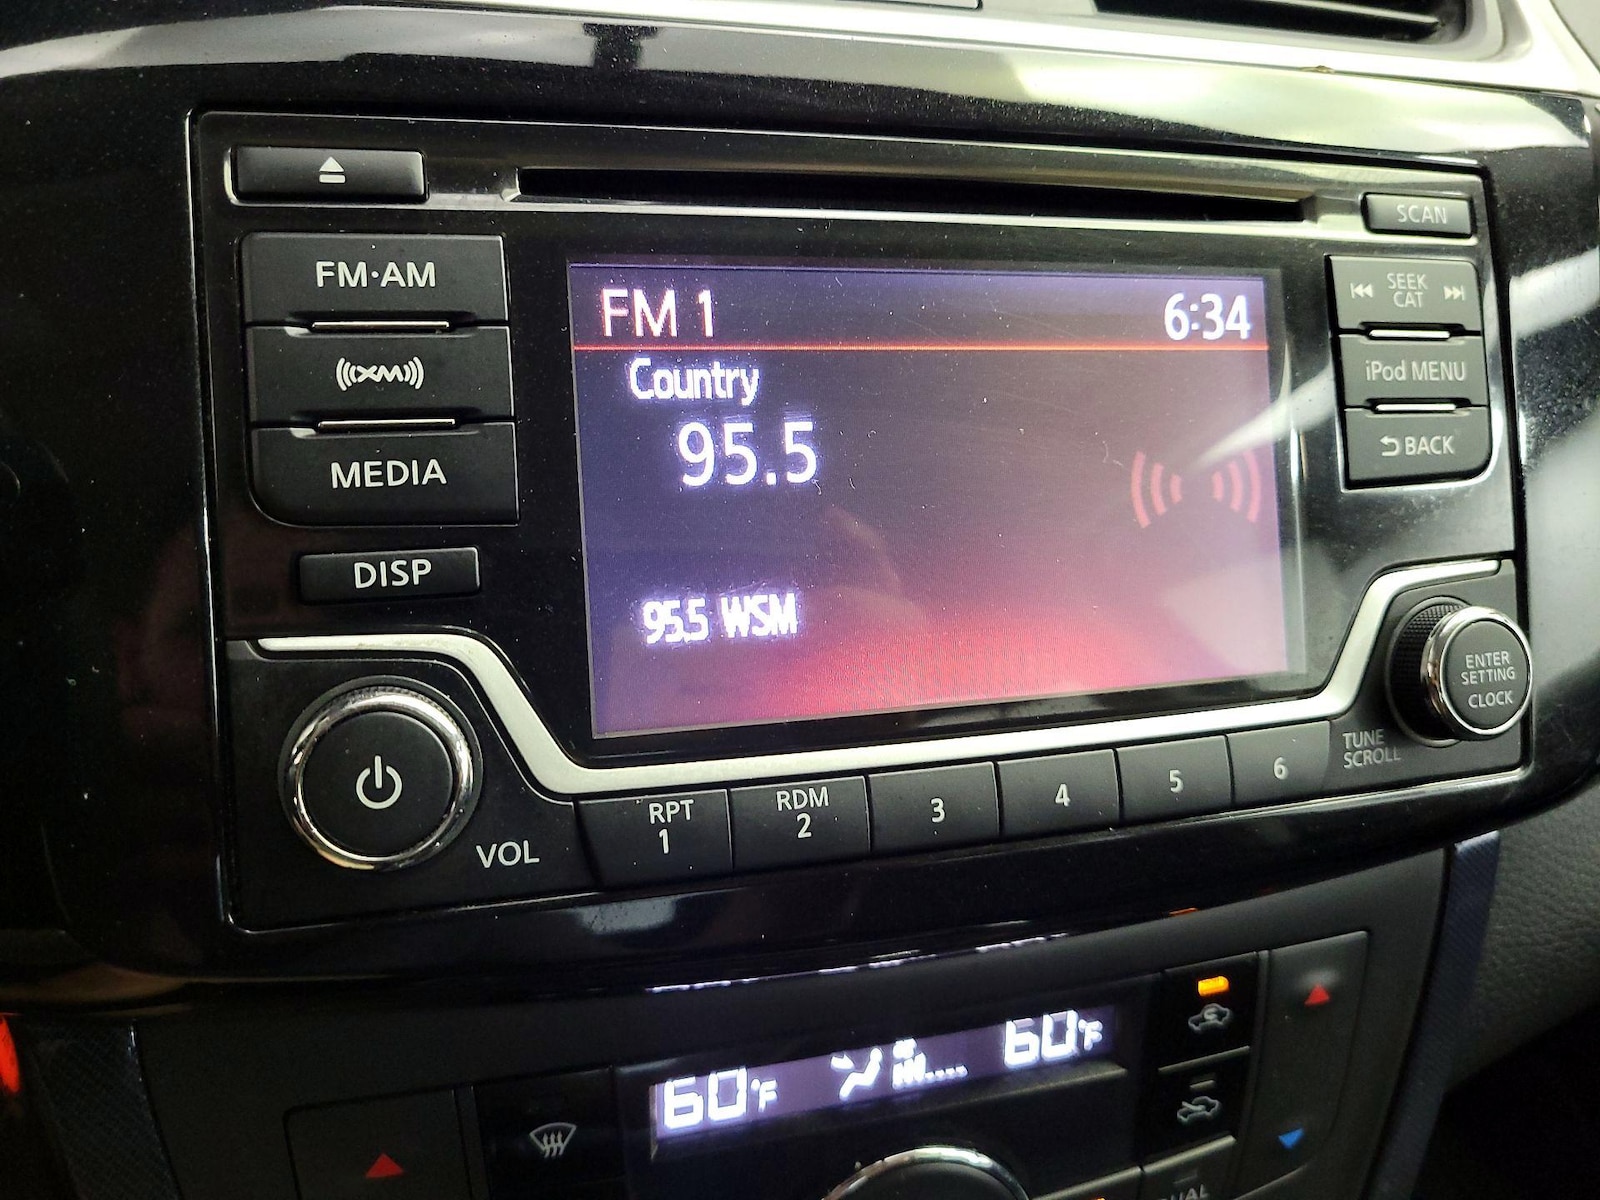 SCAN
FM·AM
SEEK
CAT
FM 1
6:34
XM
iPod MENU
Country
95.5
BACK
MEDIA
DISP
95.5 WSM
ENTER
SETTING
CLOCK
TUNE
SCROLL
VOL
RPT
1
RDM
2
3
4
5
6
60°F
60°F